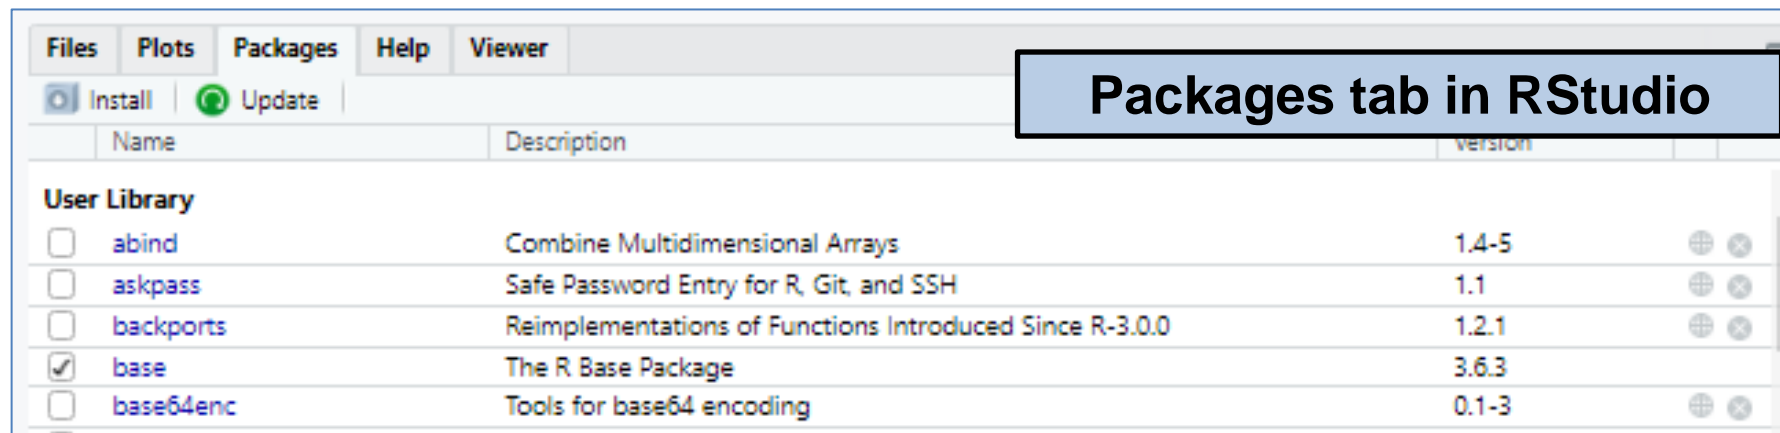 Files Plots Packages Help Viewer
Packages tab in RStudio
Install Update
Name Description Version
User Library
abind Combine Multidimensional Arrays 1.4-5
askpass Safe Password Entry for R, Git, and SSH 1.1
backports Reimplementations of Functions Introduced Since R-3.0.0 1.2.1
base The R Base Package 3.6.3
base64enc Tools for base64 encoding 0.1-3